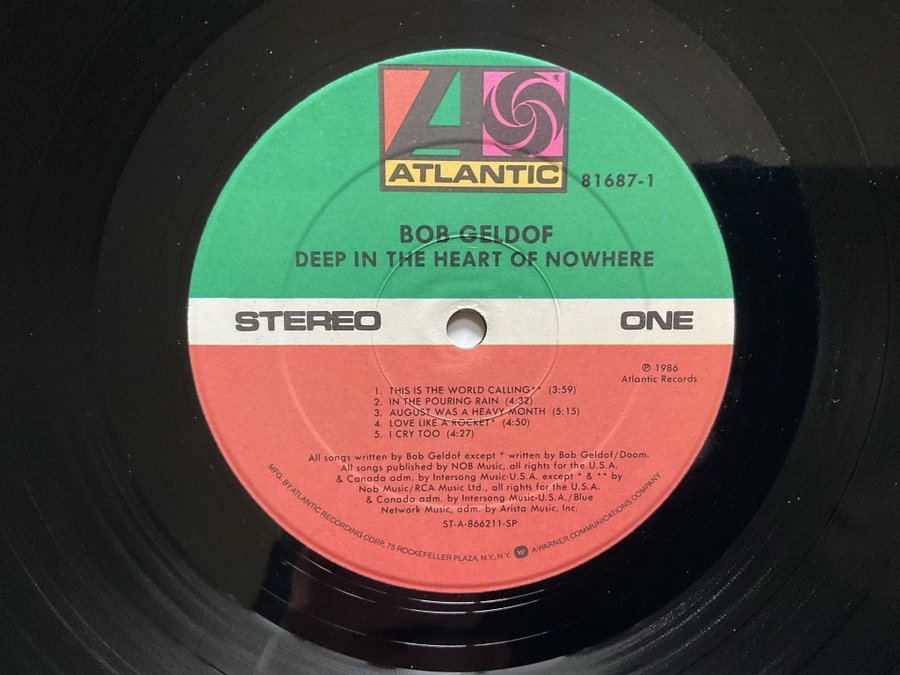 ATLANTIC
81687-1
BOB GELDOF
DEEP IN THE HEART OF NOWHERE
STEREO
ONE
℗ 1986
Atlantic Records
1. THIS IS THE WORLD CALLING** (3:59)
2. IN THE POURING RAIN (4:32)
3. AUGUST WAS A HEAVY MONTH (5:15)
4. LOVE LIKE A ROCKET* (4:50)
5. I CRY TOO (4:27)
All songs written by Bob Geldof except * written by Bob Geldof/Doom.
All songs published by NOB Music, all rights for the U.S.A.
& Canada adm. by Intersong Music-U.S.A. except * & ** by
Nob Music/RCA Music Ltd., all rights for the U.S.A.
& Canada adm. by Intersong Music-U.S.A./Blue
Network Music, adm. by Arista Music, Inc.
ST-A-866211-SP
MFG. BY ATLANTIC RECORDING CORP., 75 ROCKEFELLER PLAZA, N.Y., N.Y. W A WARNER COMMUNICATIONS COMPANY